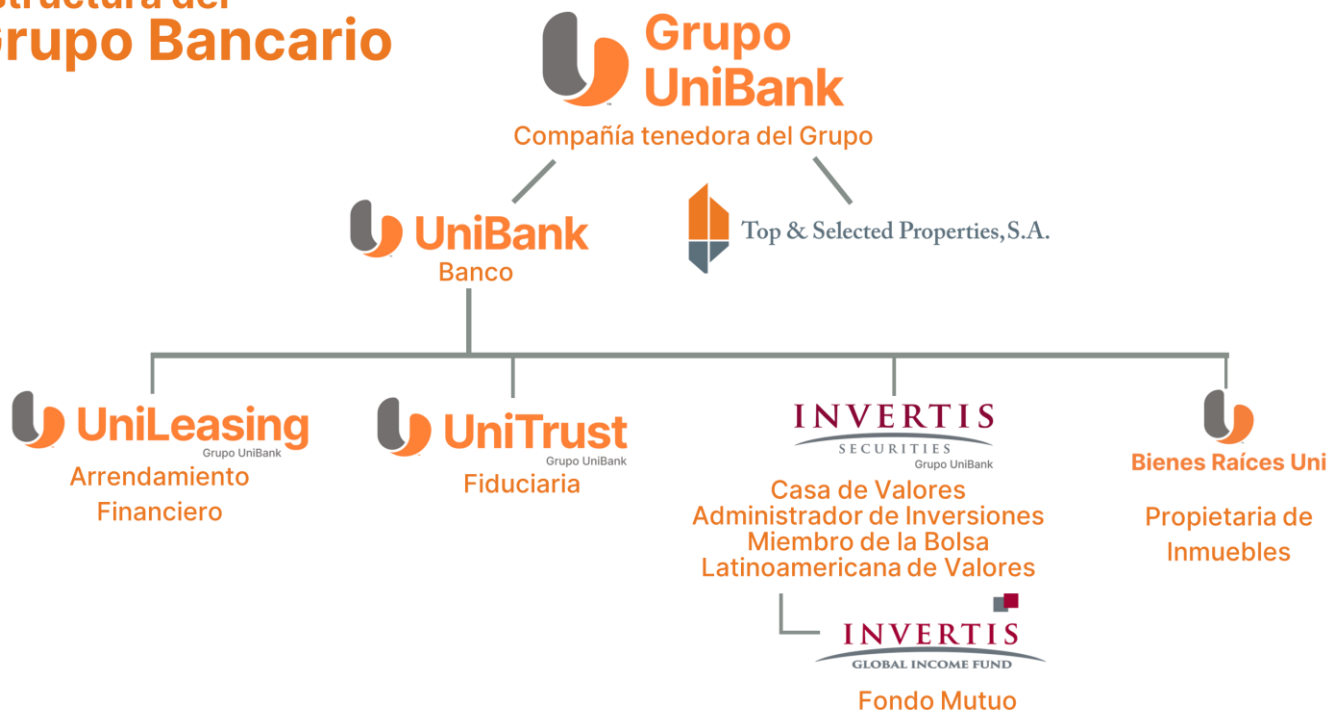 structura del
Grupo Bancario
Grupo
UniBank
Compañía tenedora del Grupo
UniBank
Banco
Top & Selected Properties, S.A.
UniLeasing
Grupo UniBank
Arrendamiento
Financiero
UniTrust
Grupo UniBank
Fiduciaria
INVERTIS
SECURITIES
Grupo UniBank
Casa de Valores
Administrador de Inversiones
Miembro de la Bolsa
Latinoamericana de Valores
Bienes Raíces Uni
Propietaria de
Inmuebles
INVERTIS
GLOBAL INCOME FUND
Fondo Mutuo